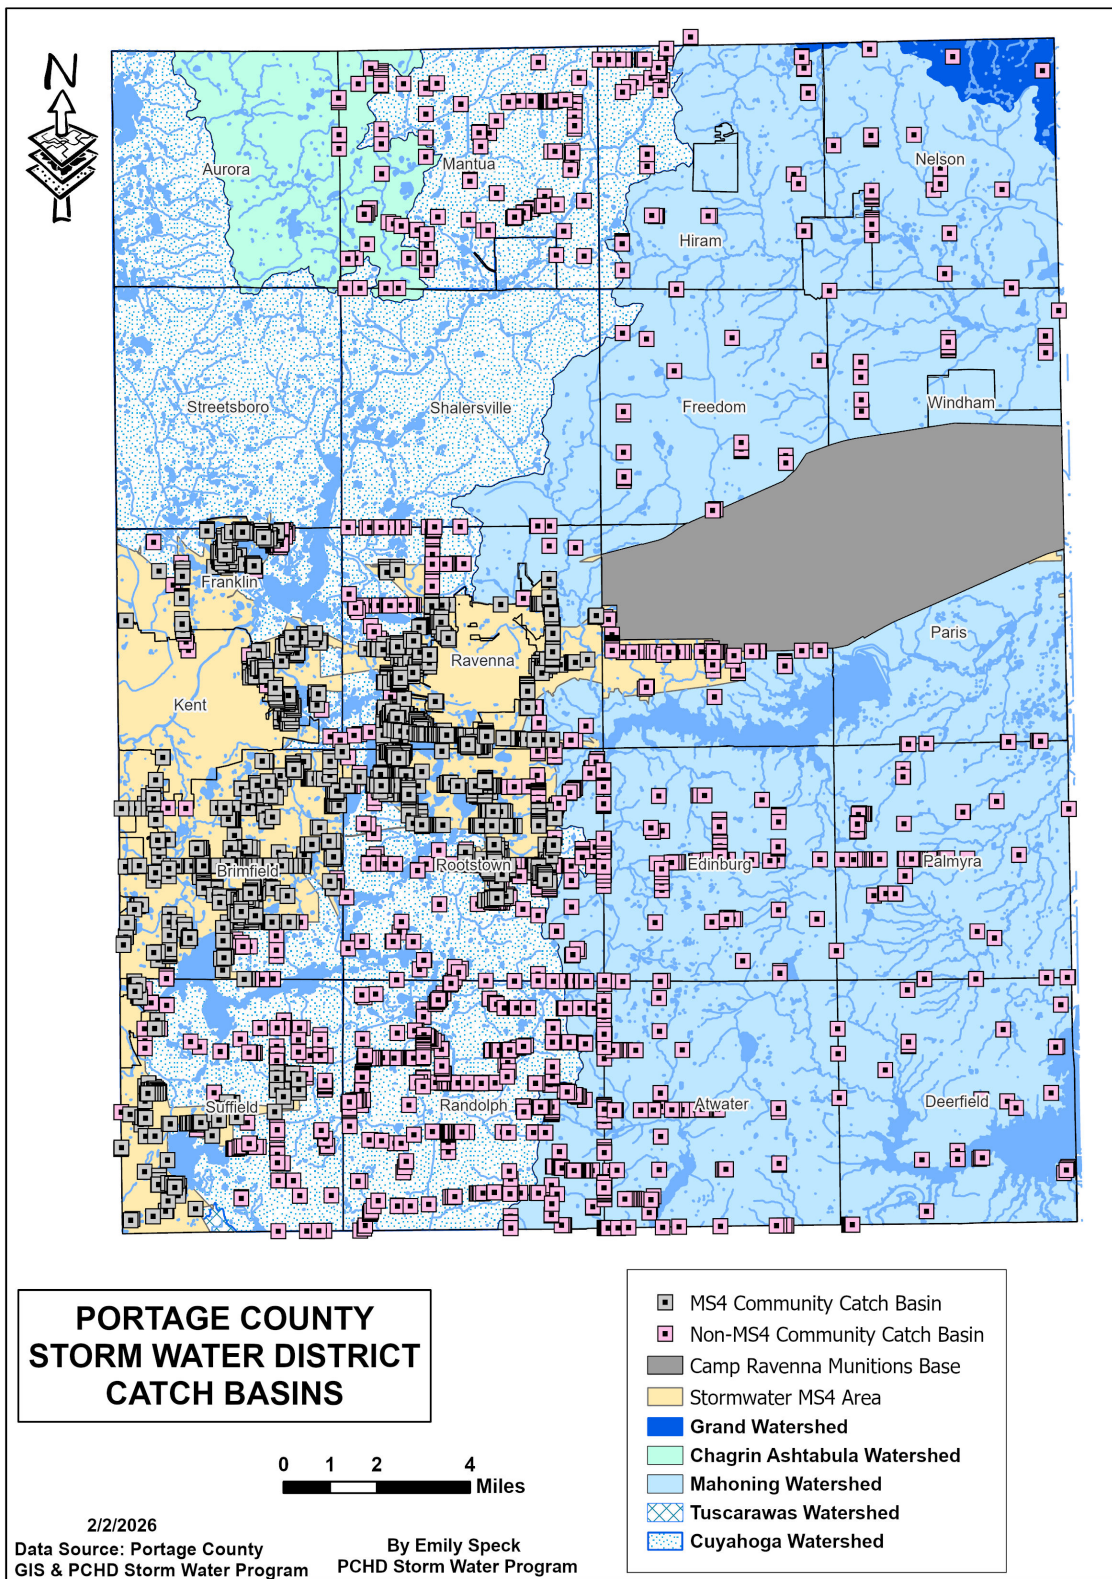 N
Aurora
Mantua
Nelson
Hiram
Streetsboro
Shalersville
Freedom
Windham
Franklin
Paris
Ravenna
Kent
Brimfield
Rootstown
Edinburg
Palmyra
Suffield
Randolph
Atwater
Deerfield
PORTAGE COUNTY
STORM WATER DISTRICT
CATCH BASINS
MS4 Community Catch Basin
Non-MS4 Community Catch Basin
Camp Ravenna Munitions Base
Stormwater MS4 Area
Grand Watershed
Chagrin Ashtabula Watershed
Mahoning Watershed
Tuscarawas Watershed
Cuyahoga Watershed
0 1 2 4
Miles
2/2/2026
Data Source: Portage County
GIS & PCHD Storm Water Program
By Emily Speck
PCHD Storm Water Program